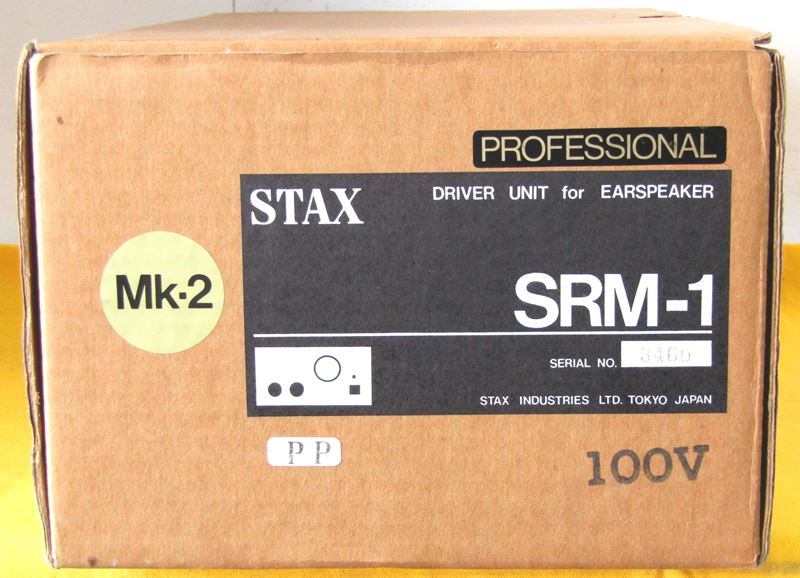 PROFESSIONAL
STAX
DRIVER UNIT for EARSPEAKER
Mk·2
SRM-1
SERIAL NO. 3460
STAX INDUSTRIES LTD. TOKYO JAPAN
PP
100V